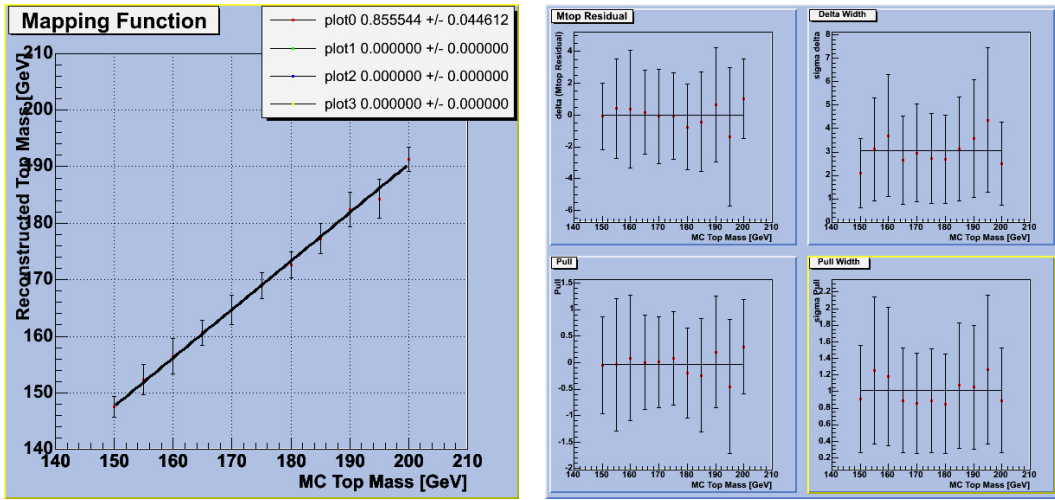 Mapping Function
plot0 0.855544 +/- 0.044612
plot1 0.000000 +/- 0.000000
plot2 0.000000 +/- 0.000000
plot3 0.000000 +/- 0.000000
Reconstructed Top Mass [GeV]
210
200
190
180
170
160
150
140
140 150 160 170 180 190 200 210
MC Top Mass [GeV]
Mtop Residual
delta (Mtop Residual)
4
2
0
-2
-4
-6
140 150 160 170 180 190 200 210
MC Top Mass [GeV]
Delta Width
sigma delta
8
7
6
5
4
3
2
1
0
140 150 160 170 180 190 200 210
MC Top Mass [GeV]
Pull
Pull
1.5
1
0.5
0
-0.5
-1
-1.5
-2
140 150 160 170 180 190 200 210
MC Top Mass [GeV]
Pull Width
sigma Pull
2.2
2
1.8
1.6
1.4
1.2
1
0.8
0.6
0.4
0.2
140 150 160 170 180 190 200 210
MC Top Mass [GeV]